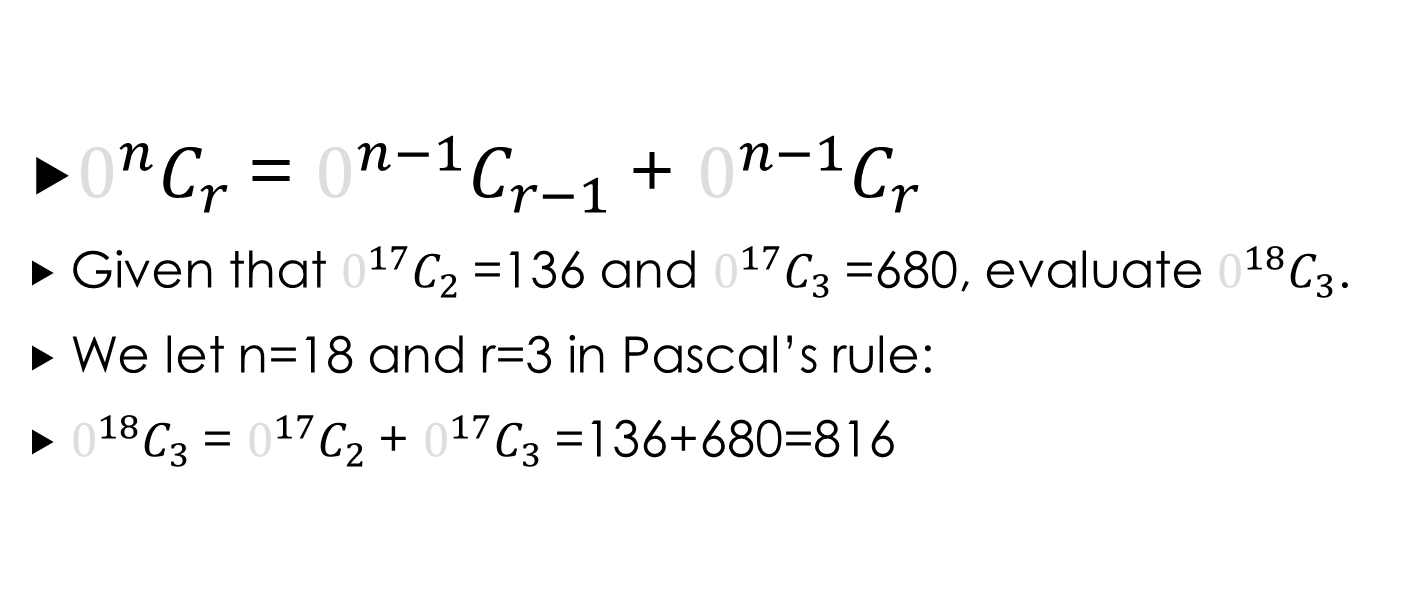 ▶ 0ⁿCᵣ = 0ⁿ⁻¹Cᵣ₋₁ + 0ⁿ⁻¹Cᵣ
▶ Given that 0¹⁷C₂ =136 and 0¹⁷C₃ =680, evaluate 0¹⁸C₃.
▶ We let n=18 and r=3 in Pascal’s rule:
▶ 0¹⁸C₃ = 0¹⁷C₂ + 0¹⁷C₃ =136+680=816